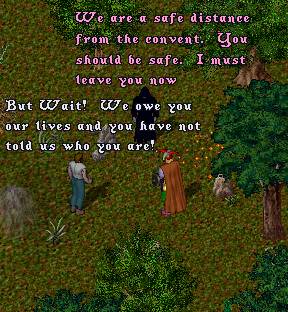 We are a safe distance
from the convent. You
should be safe. I must
leave you now
But Wait! We owe you
our lives and you have not
told us who you are!